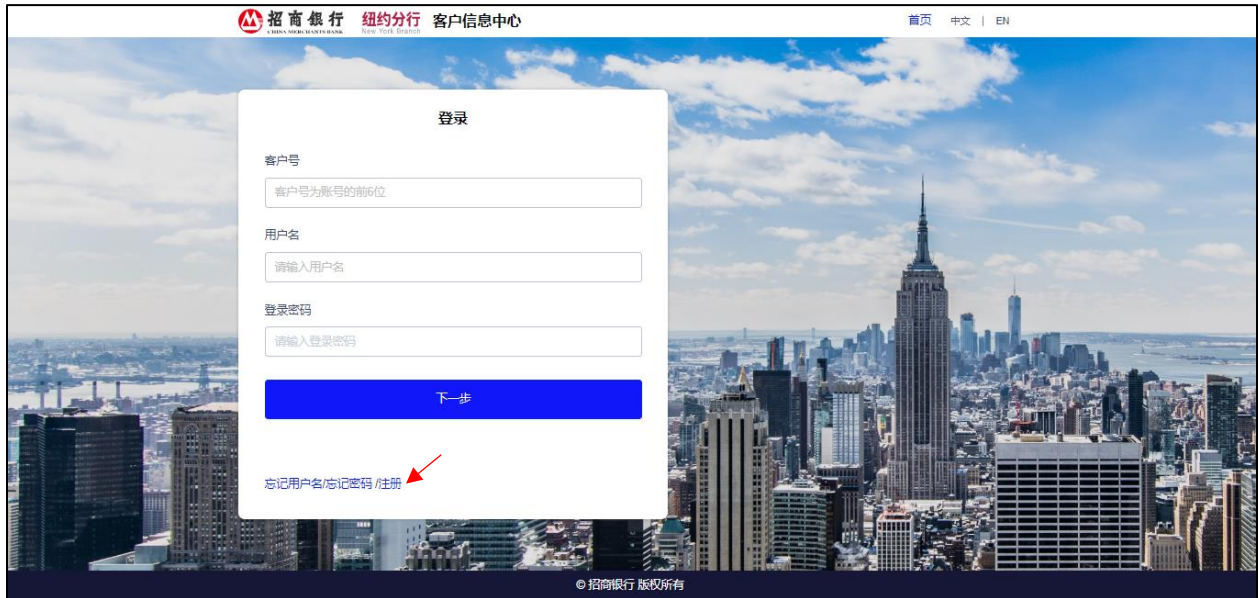 招商银行 纽约分行 客户信息中心 首页 中文 | EN
CHINA MERCHANTS BANK New York Branch
登录
客户号
客户号为账号的前6位
用户名
请输入用户名
登录密码
请输入登录密码
下一步
忘记用户名/忘记密码 /注册
© 招商银行 版权所有